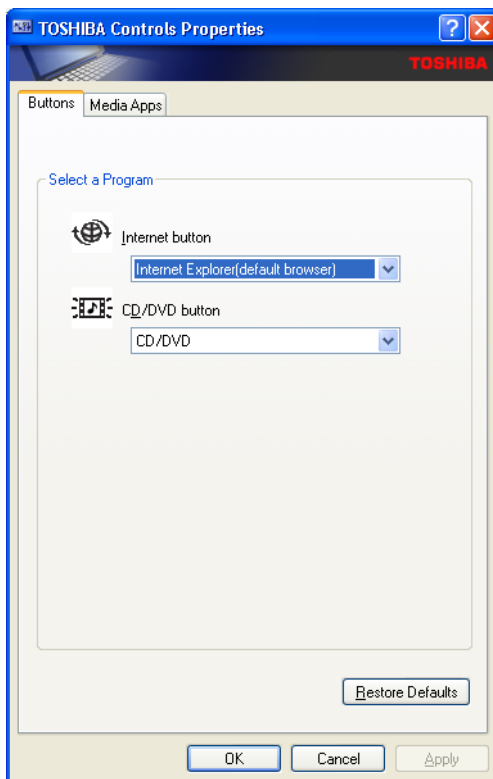 TOSHIBA Controls Properties
TOSHIBA
Buttons Media Apps
Select a Program
Internet button
Internet Explorer(default browser)
CD/DVD button
CD/DVD
Restore Defaults
OK Cancel Apply